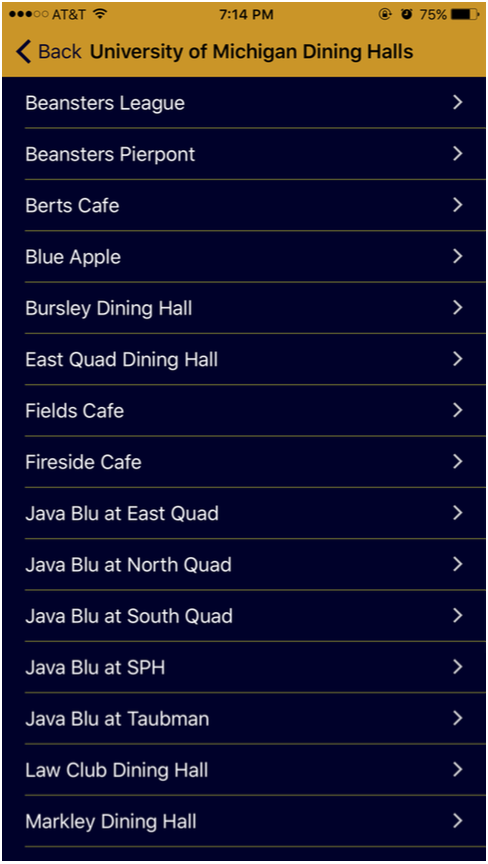 AT&T 7:14 PM 75%
Back University of Michigan Dining Halls
Beansters League
Beansters Pierpont
Berts Cafe
Blue Apple
Bursley Dining Hall
East Quad Dining Hall
Fields Cafe
Fireside Cafe
Java Blu at East Quad
Java Blu at North Quad
Java Blu at South Quad
Java Blu at SPH
Java Blu at Taubman
Law Club Dining Hall
Markley Dining Hall